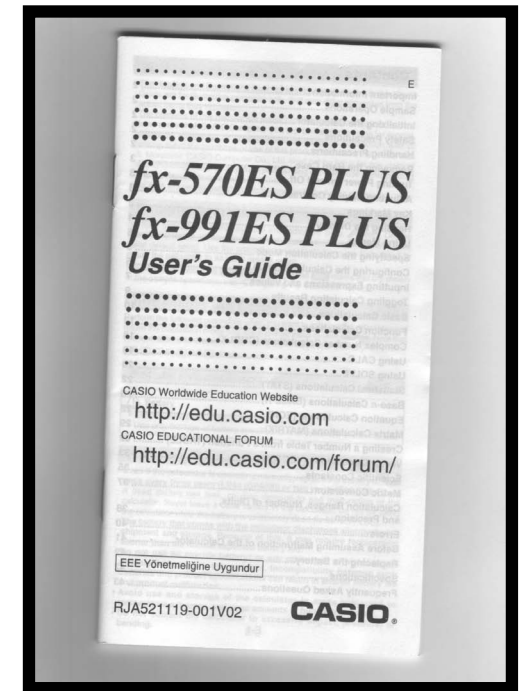 E
fx-570ES PLUS
fx-991ES PLUS
User's Guide
CASIO Worldwide Education Website
http://edu.casio.com
CASIO EDUCATIONAL FORUM
http://edu.casio.com/forum/
EEE Yönetmeliğine Uygundur
RJA521119-001V02 CASIO®